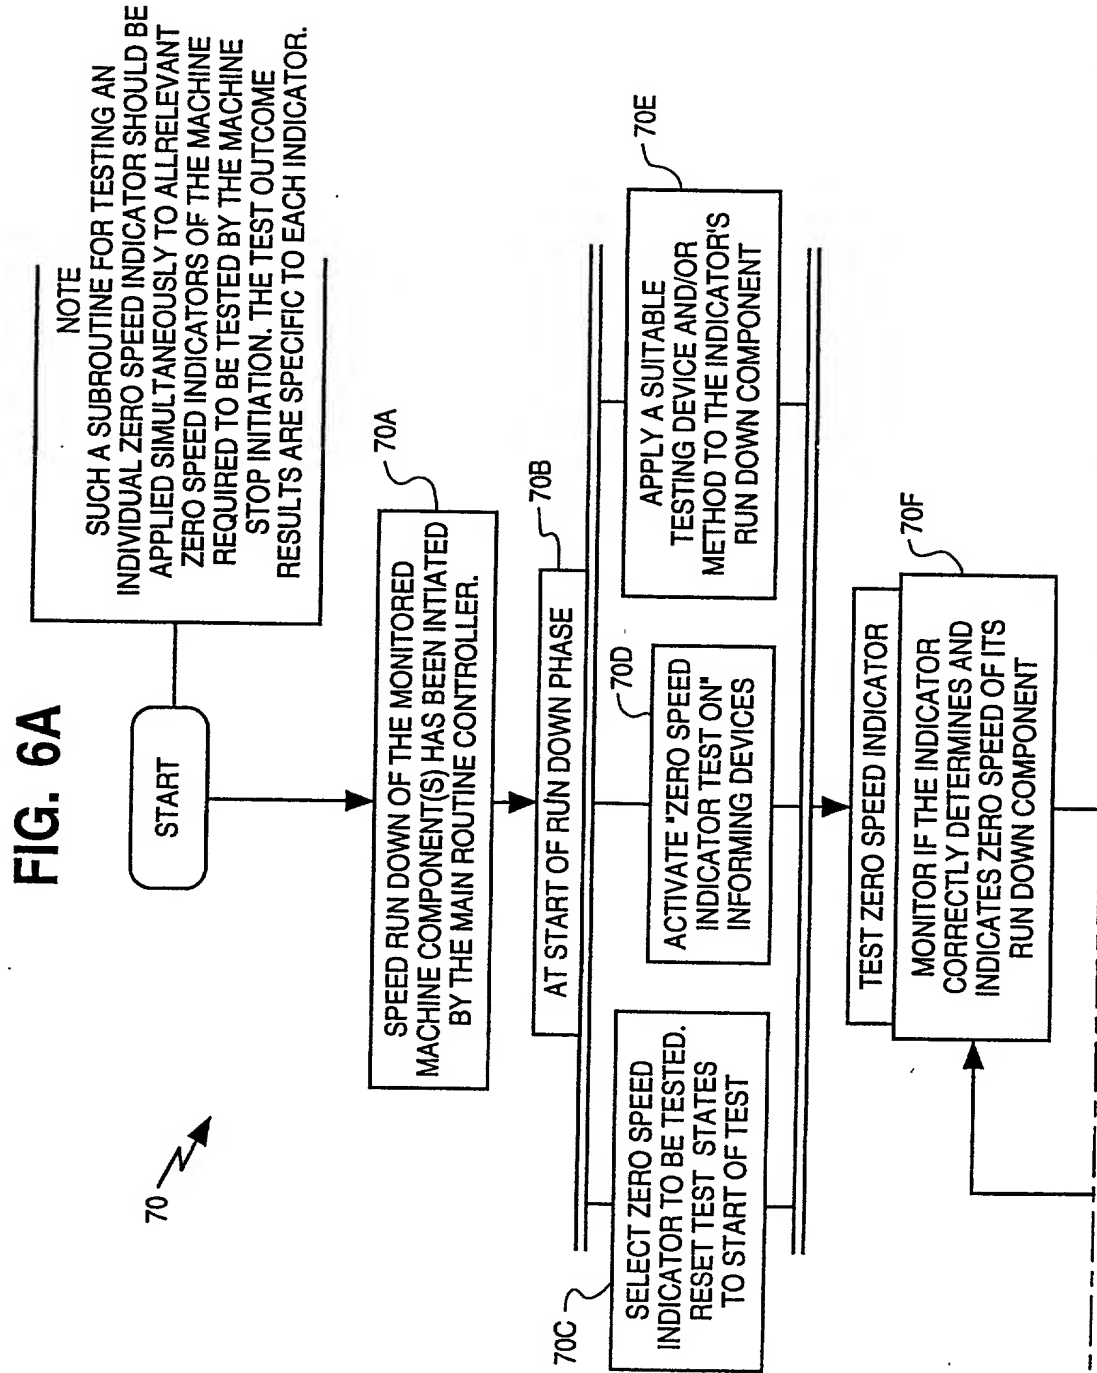 FIG. 6A
START
NOTE
SUCH A SUBROUTINE FOR TESTING AN
INDIVIDUAL ZERO SPEED INDICATOR SHOULD BE
APPLIED SIMULTANEOUSLY TO ALLRELEVANT
ZERO SPEED INDICATORS OF THE MACHINE
REQUIRED TO BE TESTED BY THE MACHINE
STOP INITIATION. THE TEST OUTCOME
RESULTS ARE SPECIFIC TO EACH INDICATOR.
70
70A
SPEED RUN DOWN OF THE MONITORED
MACHINE COMPONENT(S) HAS BEEN INTIATED
BY THE MAIN ROUTINE CONTROLLER.
70B
AT START OF RUN DOWN PHASE
70C
SELECT ZERO SPEED
INDICATOR TO BE TESTED.
RESET TEST STATES
TO START OF TEST
70D
ACTIVATE "ZERO SPEED
INDICATOR TEST ON"
INFORMING DEVICES
70E
APPLY A SUITABLE
TESTING DEVICE AND/OR
METHOD TO THE INDICATOR'S
RUN DOWN COMPONENT
TEST ZERO SPEED INDICATOR
70F
MONITOR IF THE INDICATOR
CORRECTLY DETERMINES AND
INDICATES ZERO SPEED OF ITS
RUN DOWN COMPONENT